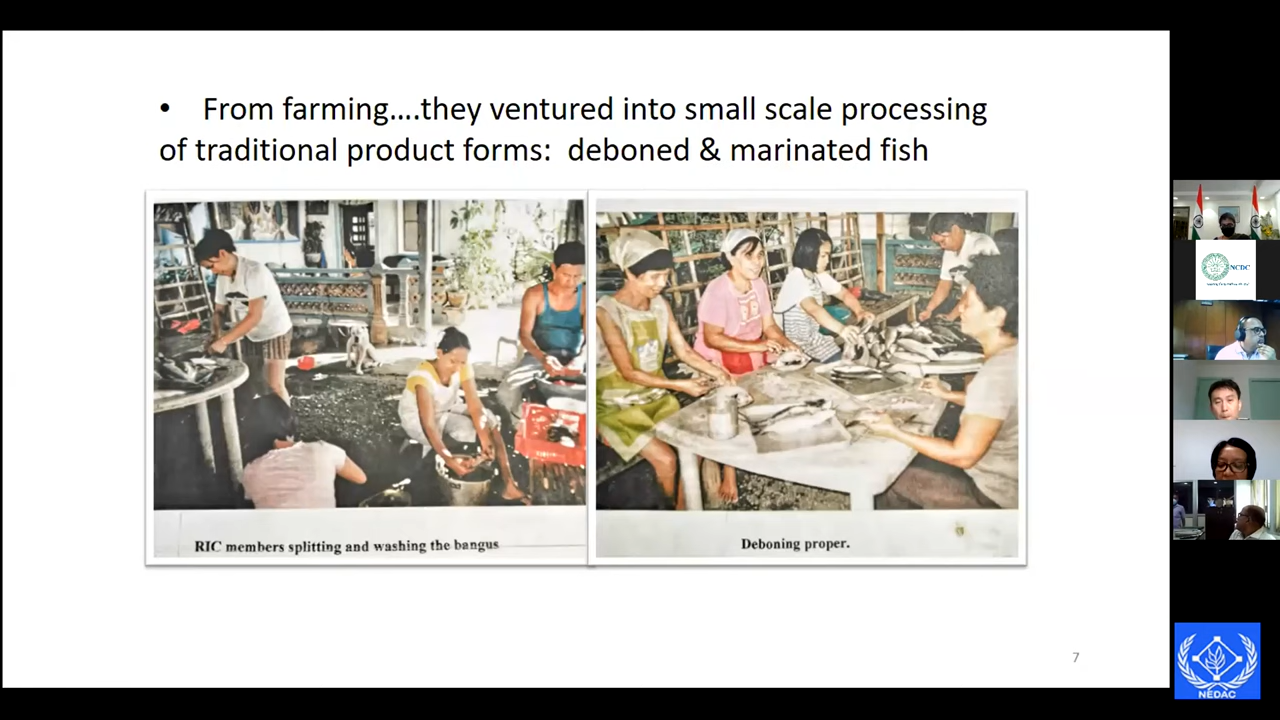 • From farming....they ventured into small scale processing
of traditional product forms: deboned & marinated fish
RIC members splitting and washing the bangus
Deboning proper.
7
NCDC
NEDAC